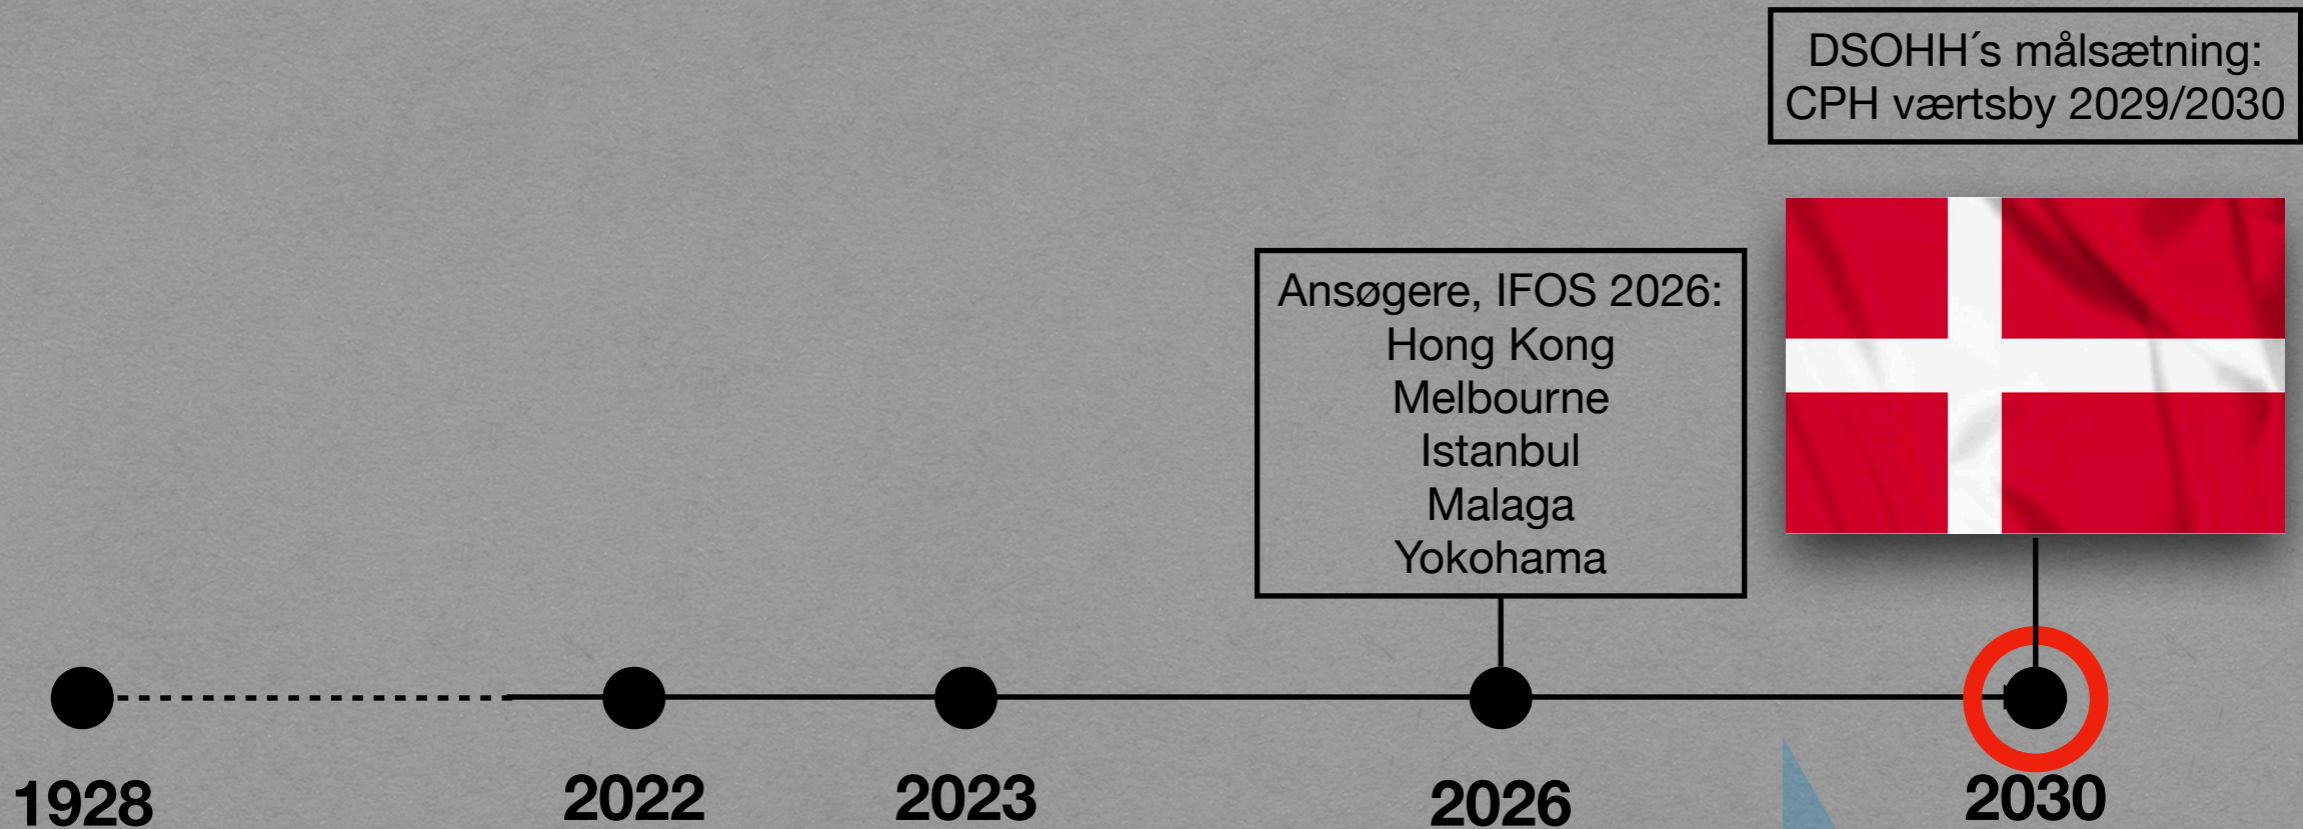 DSOHH´s målsætning:
CPH værtsby 2029/2030
Ansøgere, IFOS 2026:
Hong Kong
Melbourne
Istanbul
Malaga
Yokohama
1928
2022
2023
2026
2030